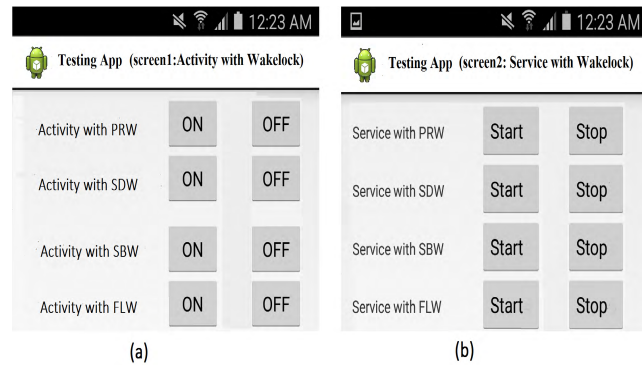 12:23 AM
Testing App (screen1:Activity with Wakelock)
Activity with PRW ON OFF
Activity with SDW ON OFF
Activity with SBW ON OFF
Activity with FLW ON OFF
(a)
12:23 AM
Testing App (screen2: Service with Wakelock)
Service with PRW Start Stop
Service with SDW Start Stop
Service with SBW Start Stop
Service with FLW Start Stop
(b)